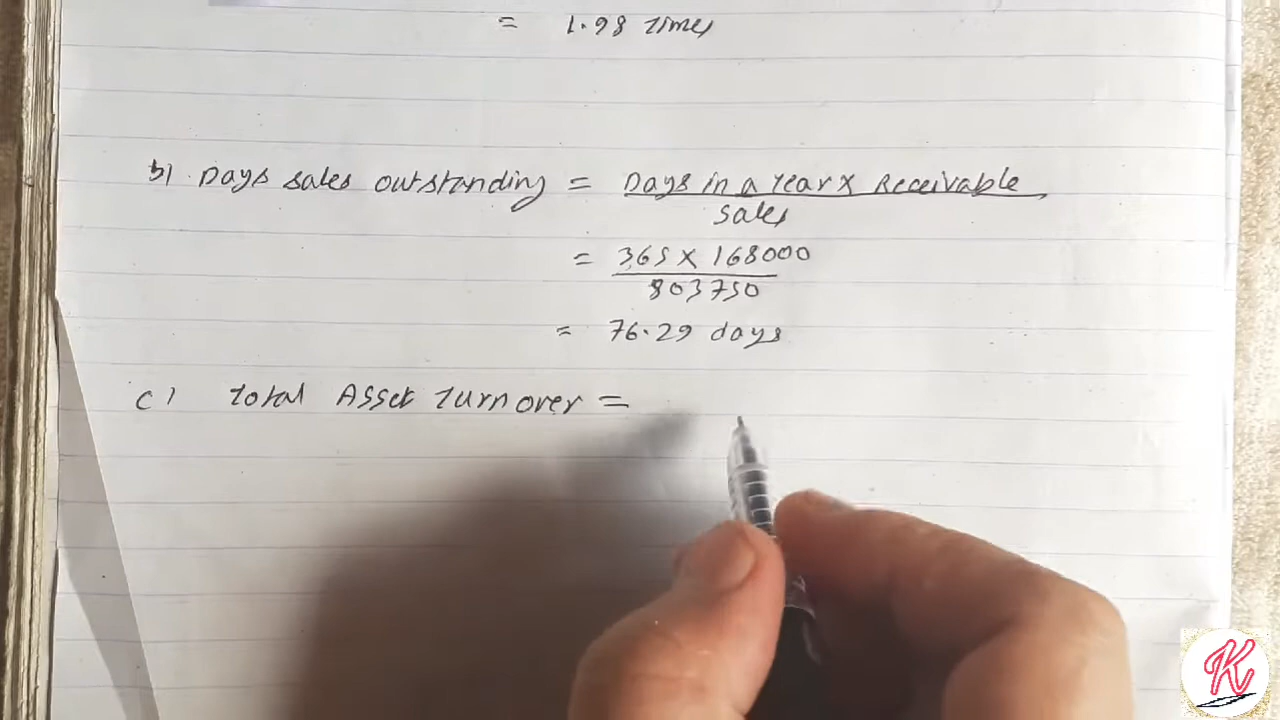 = 1.98 times
b) Days sales outstanding = Days in a Year x Receivable
Sales
= 365 x 168000
803750
= 76.29 days
c) Total Asset Turnover =
K